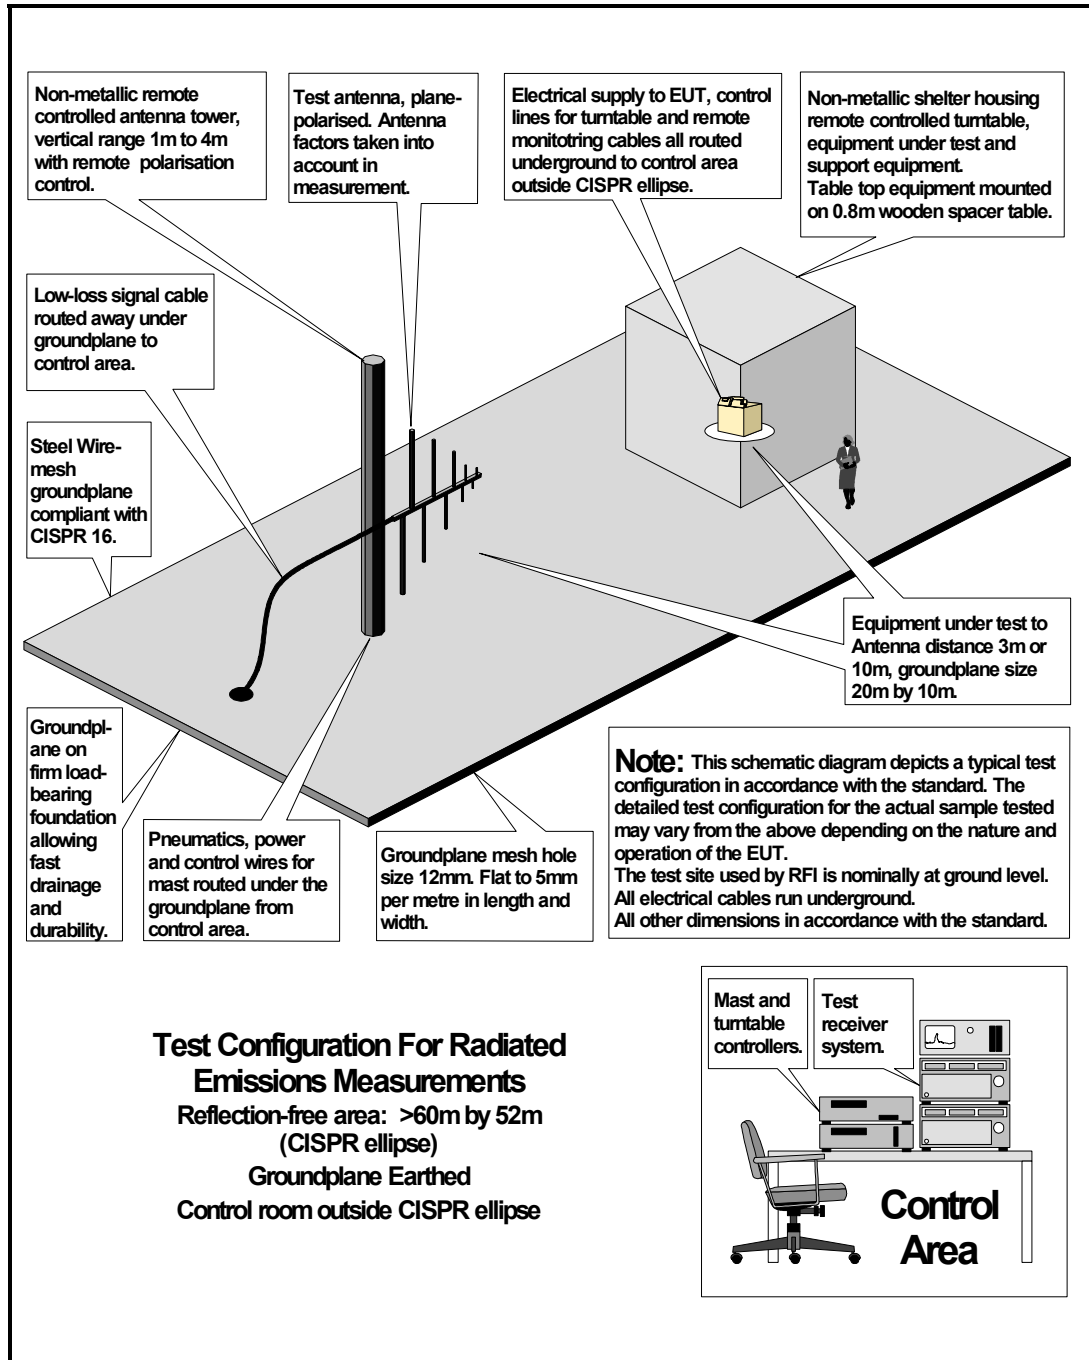 Non-metallic remote
controlled antenna tower,
vertical range 1m to 4m
with remote polarisation
control.
Test antenna, plane-
polarised. Antenna
factors taken into
account in
measurement.
Electrical supply to EUT, control
lines for turntable and remote
monitotring cables all routed
underground to control area
outside CISPR ellipse.
Non-metallic shelter housing
remote controlled turntable,
equipment under test and
support equipment.
Table top equipment mounted
on 0.8m wooden spacer table.
Low-loss signal cable
routed away under
groundplane to
control area.
Steel Wire-
mesh
groundplane
compliant with
CISPR 16.
Equipment under test to
Antenna distance 3m or
10m, groundplane size
20m by 10m.
Groundpl-
ane on
firm load-
bearing
foundation
allowing
fast
drainage
and
durability.
Pneumatics, power
and control wires for
mast routed under the
groundplane from
control area.
Groundplane mesh hole
size 12mm. Flat to 5mm
per metre in length and
width.
Note: This schematic diagram depicts a typical test
configuration in accordance with the standard. The
detailed test configuration for the actual sample tested
may vary from the above depending on the nature and
operation of the EUT.
The test site used by RFI is nominally at ground level.
All electrical cables run underground.
All other dimensions in accordance with the standard.
Test Configuration For Radiated
Emissions Measurements
Reflection-free area: >60m by 52m
(CISPR ellipse)
Groundplane Earthed
Control room outside CISPR ellipse
Mast and
turntable
controllers.
Test
receiver
system.
Control
Area